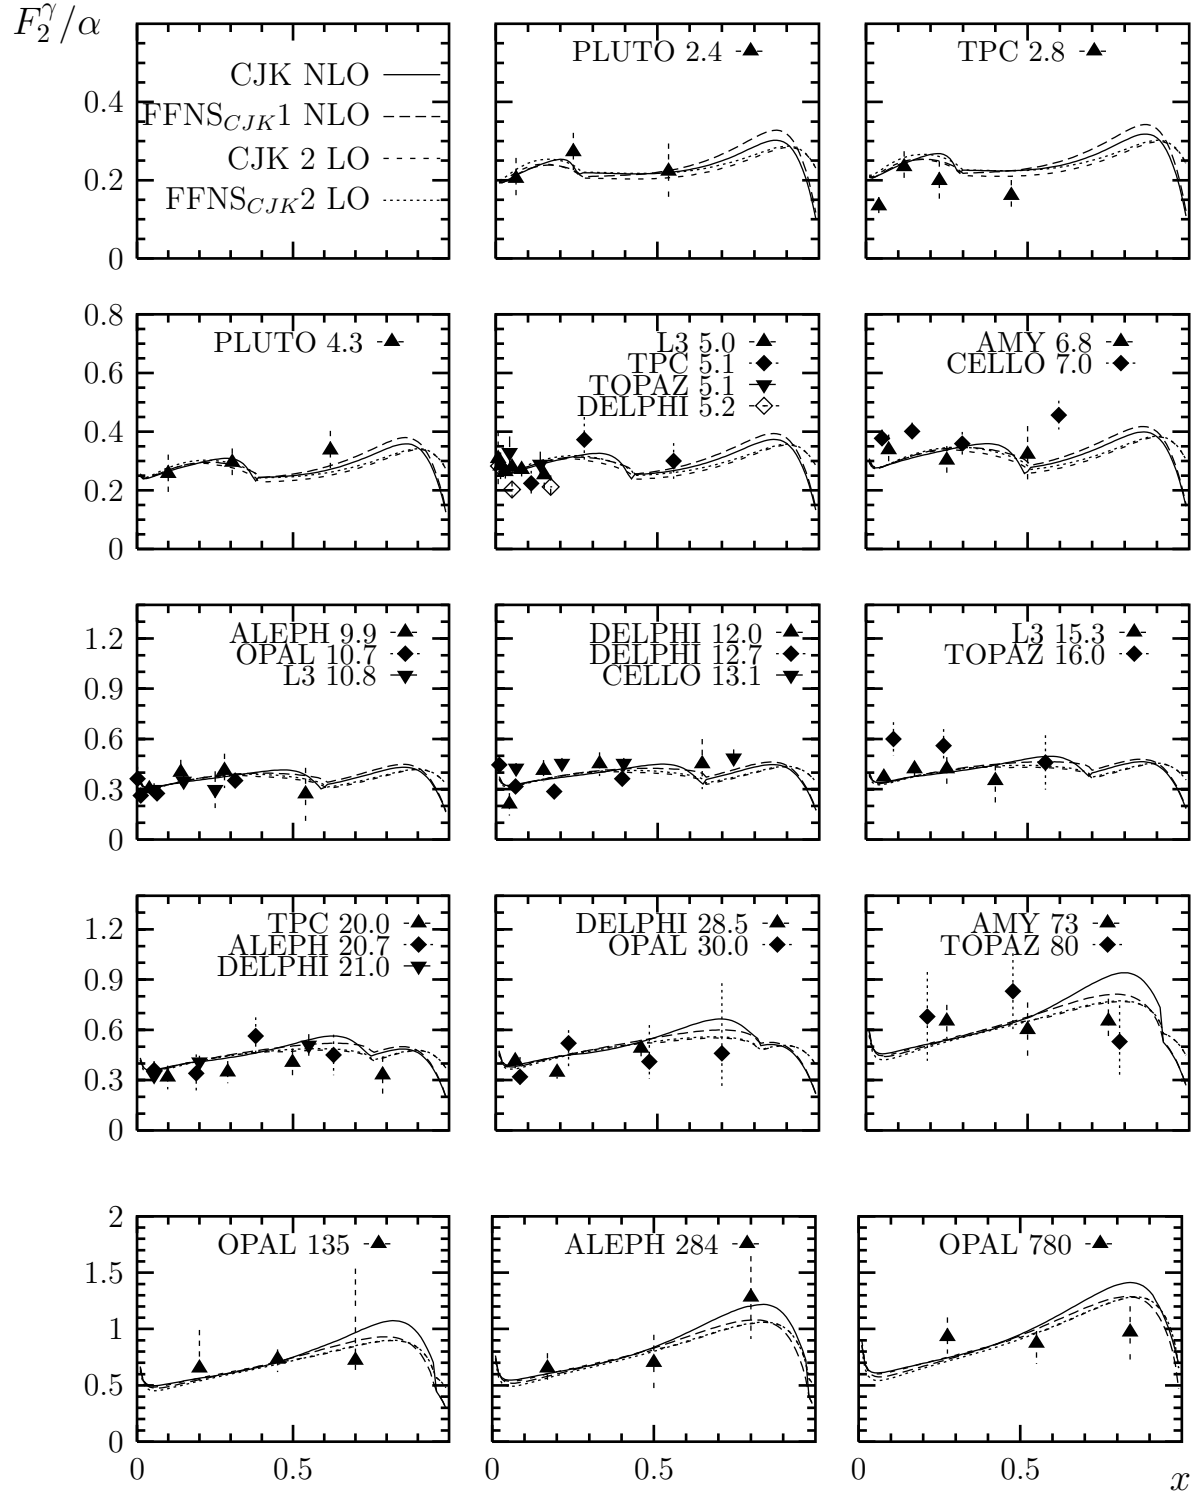 F₂^γ/α
CJK NLO
FFNS_CJK1 NLO
CJK 2 LO
FFNS_CJK2 LO
0.4
0.2
0
PLUTO 2.4
TPC 2.8
0.8
0.6
0.4
0.2
0
PLUTO 4.3
L3 5.0
TPC 5.1
TOPAZ 5.1
DELPHI 5.2
AMY 6.8
CELLO 7.0
1.2
0.9
0.6
0.3
0
ALEPH 9.9
OPAL 10.7
L3 10.8
DELPHI 12.0
DELPHI 12.7
CELLO 13.1
L3 15.3
TOPAZ 16.0
1.2
0.9
0.6
0.3
0
TPC 20.0
ALEPH 20.7
DELPHI 21.0
DELPHI 28.5
OPAL 30.0
AMY 73
TOPAZ 80
2
1.5
1
0.5
0
OPAL 135
ALEPH 284
OPAL 780
0 0.5 0 0.5 0 0.5 x